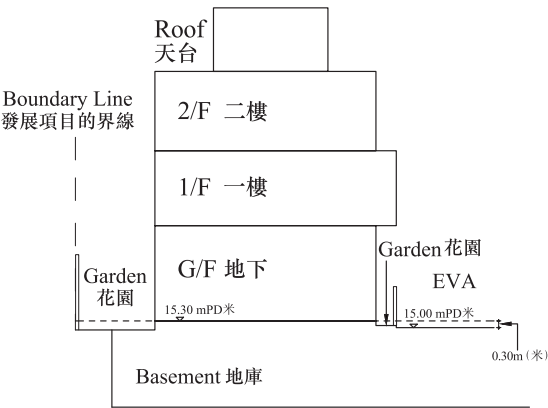 Roof
天台
Boundary Line
發展項目的界線
2/F 二樓
1/F 一樓
Garden 花園
Garden
花園
G/F 地下
EVA
15.30 mPD米
15.00 mPD米
0.30m (米)
Basement 地庫